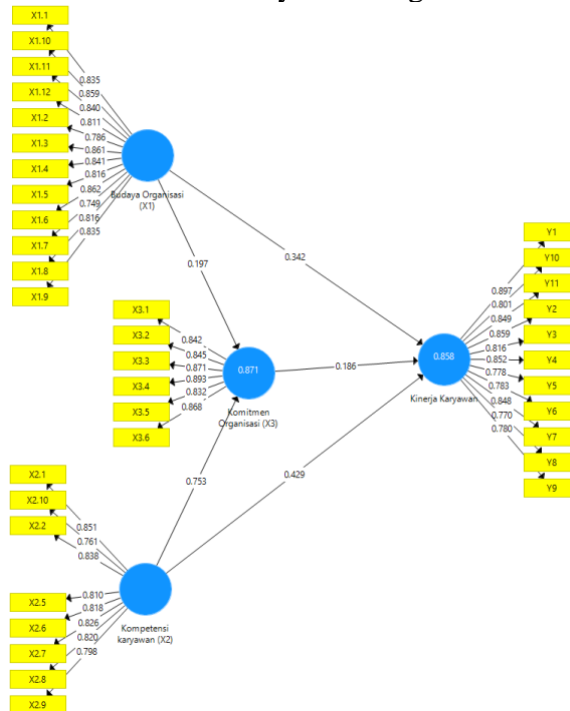 X1.1
X1.10
X1.11
X1.12
X1.2
X1.3
X1.4
X1.5
X1.6
X1.7
X1.8
X1.9
0.835
0.859
0.840
0.811
0.786
0.861
0.841
0.816
0.862
0.749
0.816
0.835
Budaya Organisasi
(X1)
0.197
0.342
X3.1
X3.2
X3.3
X3.4
X3.5
X3.6
0.842
0.845
0.871
0.893
0.832
0.868
0.871
Komitmen
Organisasi (X3)
0.186
0.753
0.429
0.858
Kinerja Karyawan
0.897
0.801
0.849
0.859
0.816
0.852
0.778
0.783
0.848
0.770
0.780
Y1
Y10
Y11
Y2
Y3
Y4
Y5
Y6
Y7
Y8
Y9
X2.1
X2.10
X2.2
X2.5
X2.6
X2.7
X2.8
X2.9
0.851
0.761
0.838
0.810
0.818
0.826
0.820
0.798
Kompetensi
karyawan (X2)